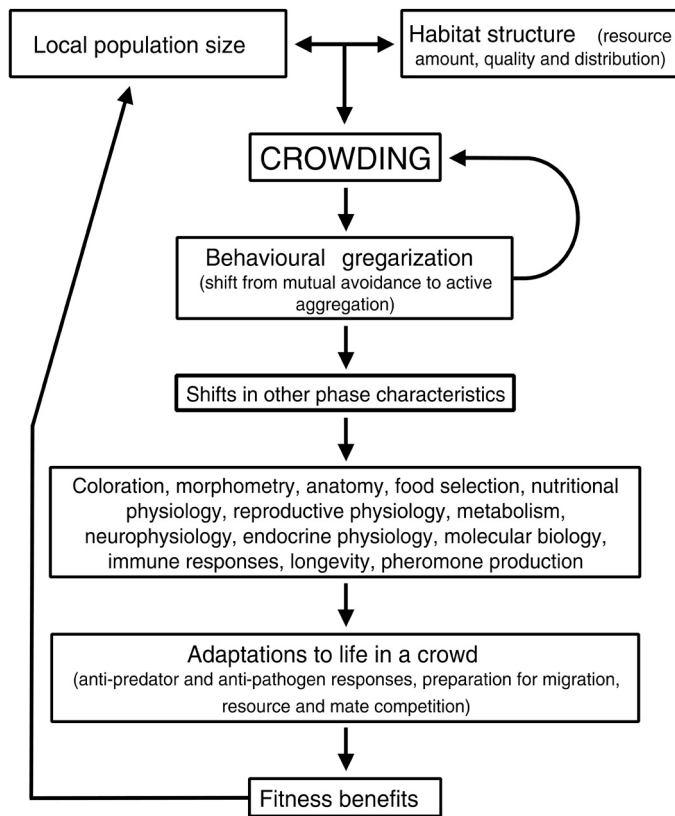 Local population size
Habitat structure (resource
amount, quality and distribution)
CROWDING
Behavioural gregarization
(shift from mutual avoidance to active
aggregation)
Shifts in other phase characteristics
Coloration, morphometry, anatomy, food selection, nutritional
physiology, reproductive physiology, metabolism,
neurophysiology, endocrine physiology, molecular biology,
immune responses, longevity, pheromone production
Adaptations to life in a crowd
(anti-predator and anti-pathogen responses, preparation for migration,
resource and mate competition)
Fitness benefits